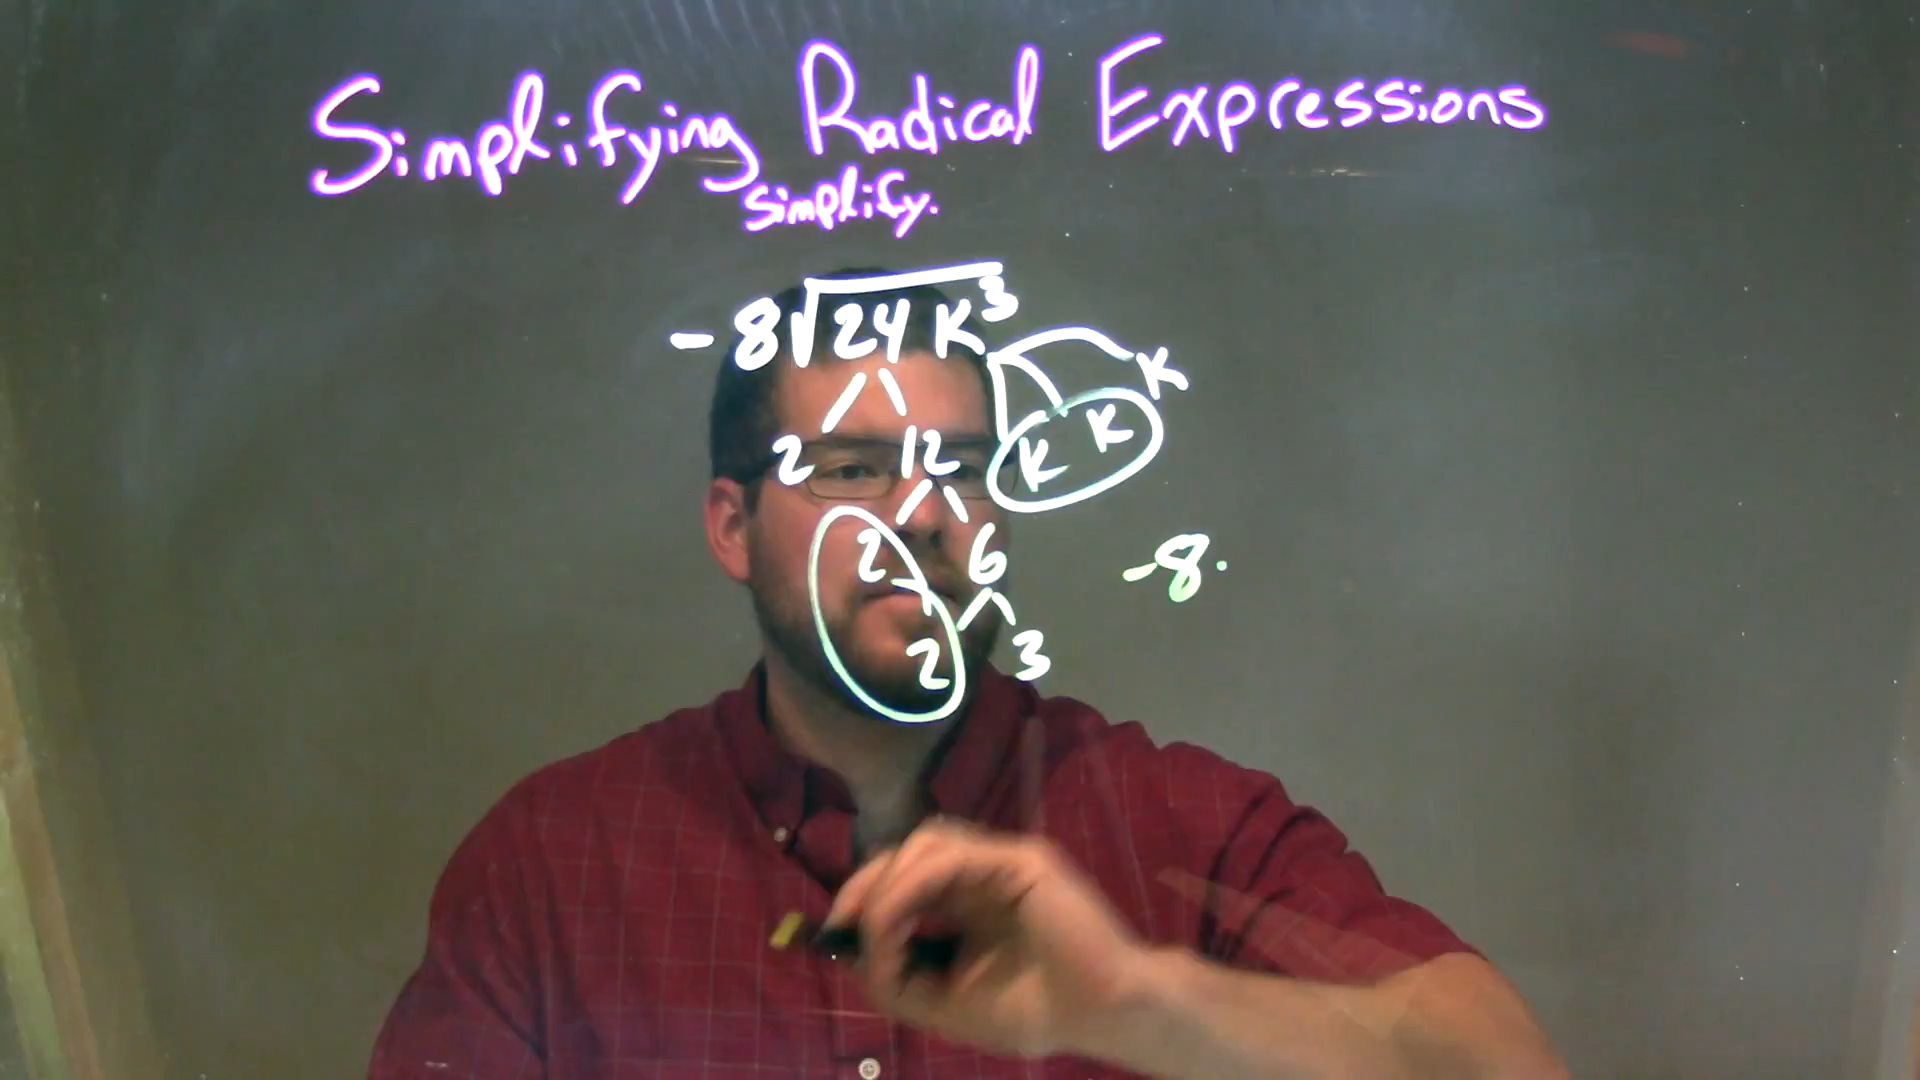 Simplifying Radical Expressions
simplify.
-8√24K³
K
2 12 K K
2 6 -8.
2 3